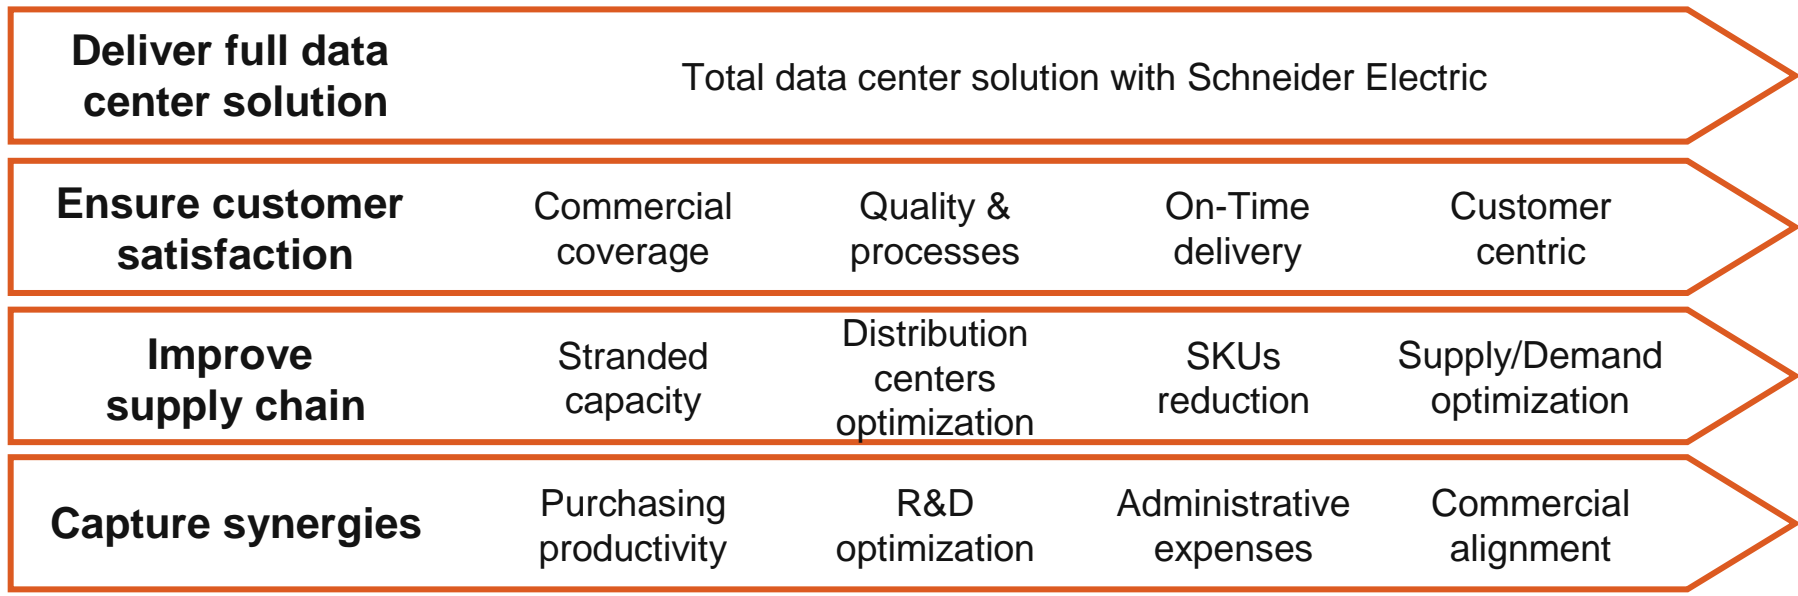 Deliver full data
center solution
Total data center solution with Schneider Electric
Ensure customer
satisfaction
Commercial
coverage
Quality &
processes
On-Time
delivery
Customer
centric
Improve
supply chain
Stranded
capacity
Distribution
centers
optimization
SKUs
reduction
Supply/Demand
optimization
Capture synergies
Purchasing
productivity
R&D
optimization
Administrative
expenses
Commercial
alignment